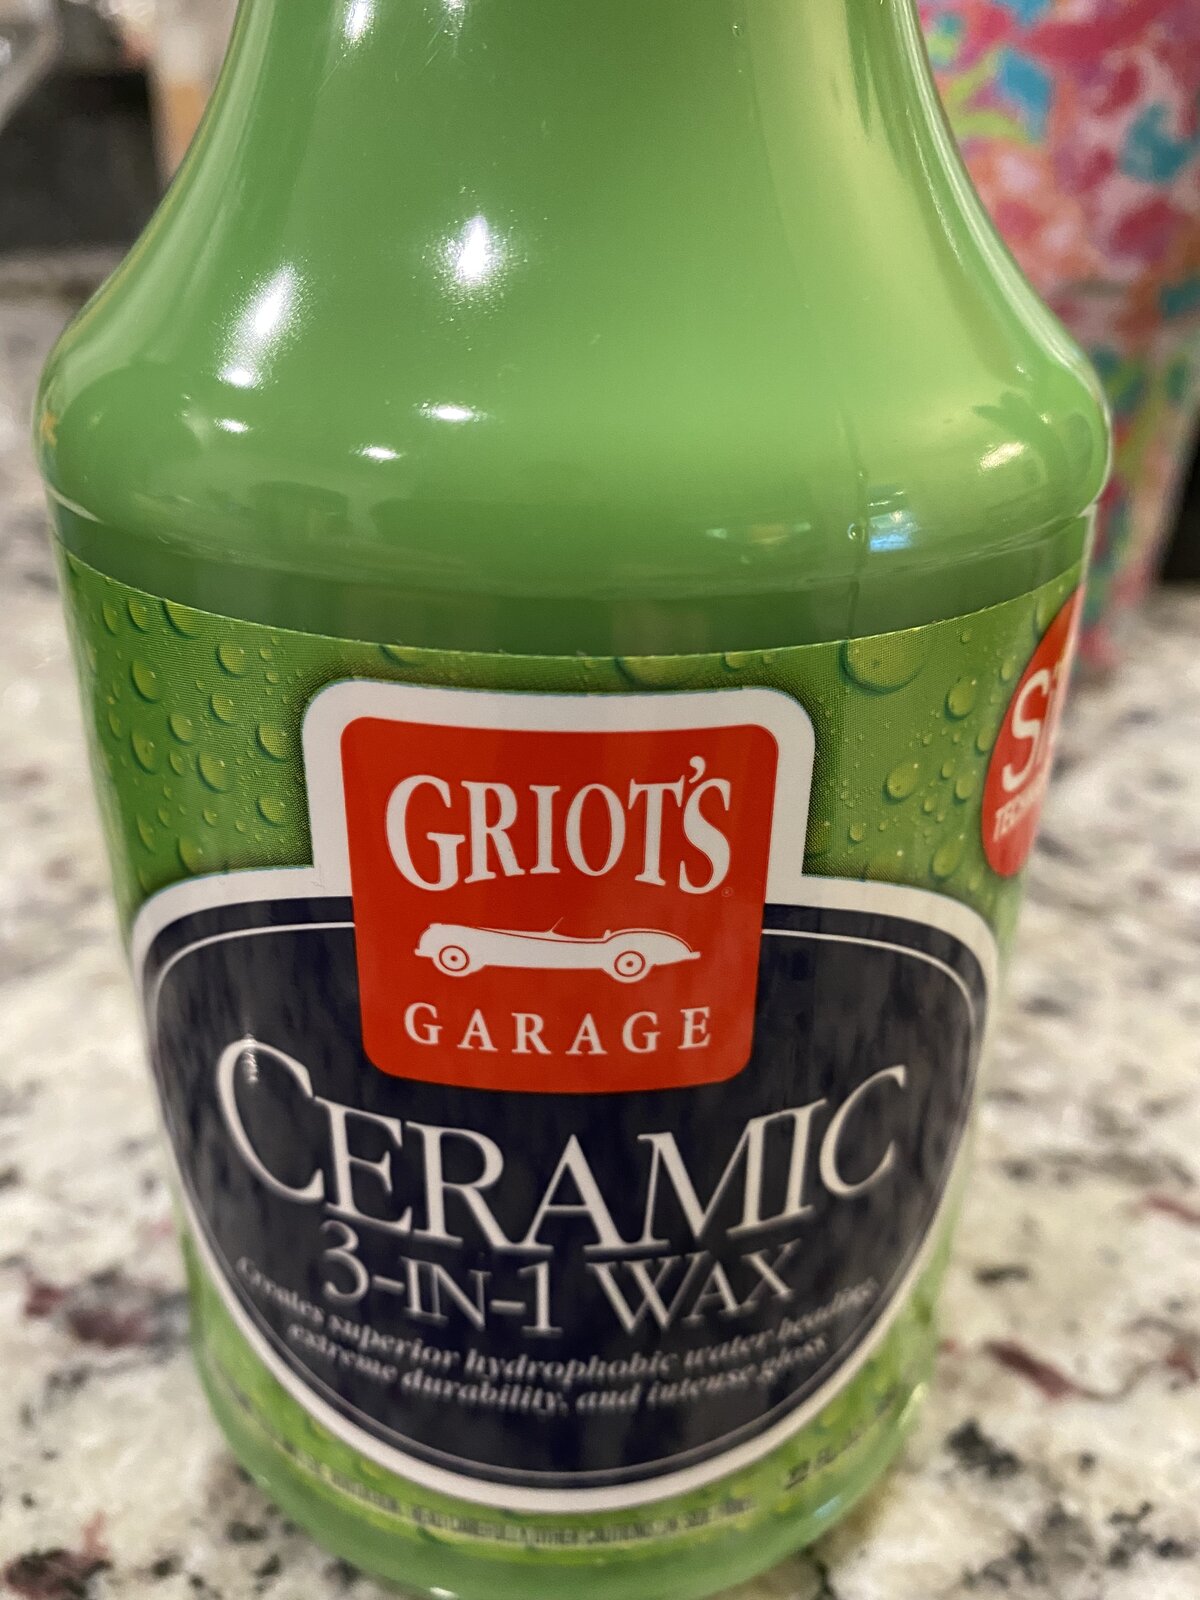 GRIOT'S
®
GARAGE
CERAMIC
3-IN-1 WAX
Creates superior hydrophobic water beading,
extreme durability, and intense gloss